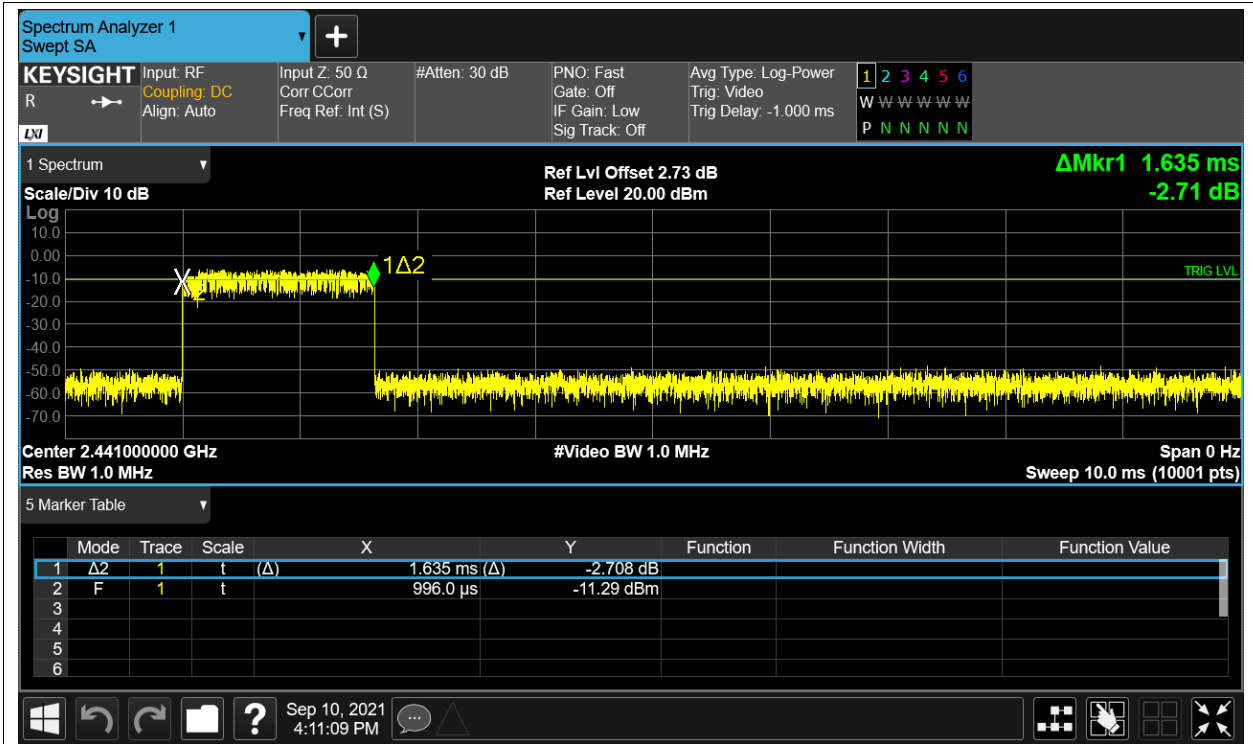 Spectrum Analyzer 1
Swept SA
KEYSIGHT Input: RF Input Z: 50 Ω #Atten: 30 dB PNO: Fast Avg Type: Log-Power 1 2 3 4 5 6
R Coupling: DC Corr CCorr Gate: Off Trig: Video W W W W W W
Align: Auto Freq Ref: Int (S) IF Gain: Low Trig Delay: -1.000 ms
LXI Sig Track: Off P N N N N N
1 Spectrum Ref Lvl Offset 2.73 dB ΔMkr1 1.635 ms
Scale/Div 10 dB Ref Level 20.00 dBm -2.71 dB
Log
10.0
0.00 1Δ2
-10.0 TRIG LVL
-20.0
-30.0
-40.0
-50.0
-60.0
-70.0
Center 2.441000000 GHz #Video BW 1.0 MHz Span 0 Hz
Res BW 1.0 MHz Sweep 10.0 ms (10001 pts)
5 Marker Table
Mode Trace Scale X Y Function Function Width Function Value
1 Δ2 1 t (Δ) 1.635 ms (Δ) -2.708 dB
2 F 1 t 996.0 µs -11.29 dBm
3
4
5
6
? Sep 10, 2021
4:11:09 PM